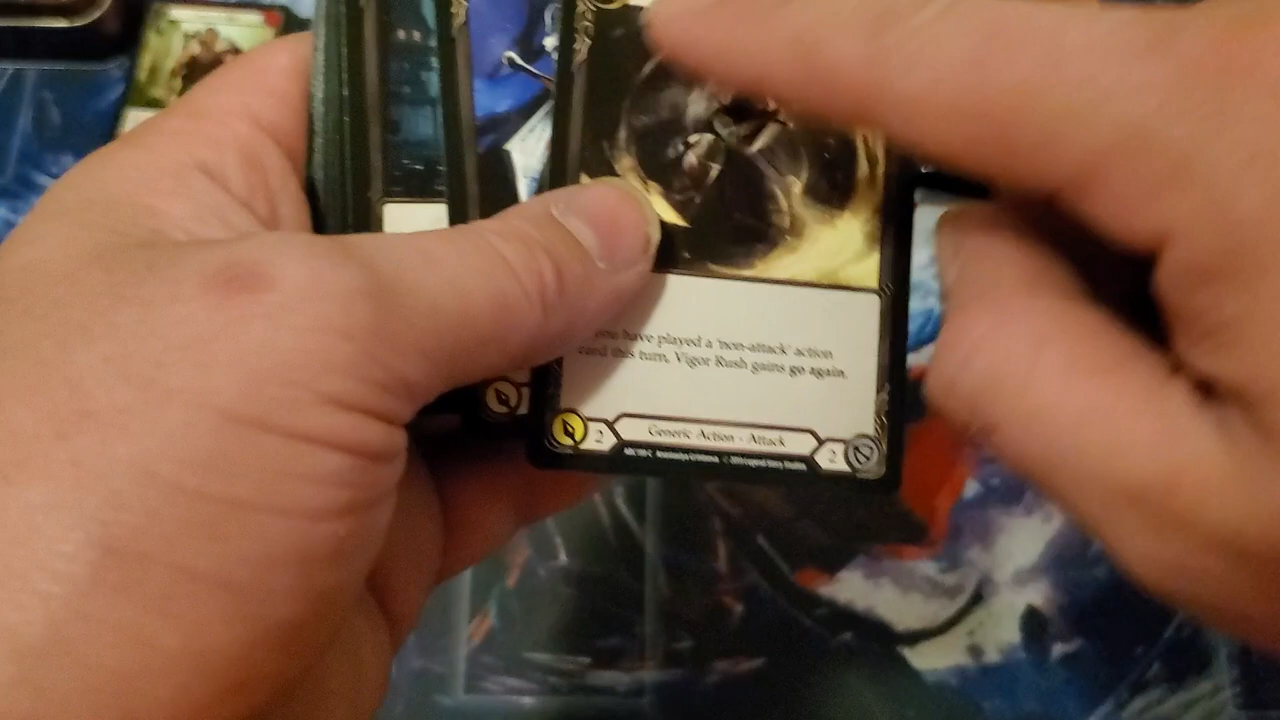 you have played a 'non-attack' action
card this turn, Vigor Rush gains go again.
2
Generic Action - Attack
2